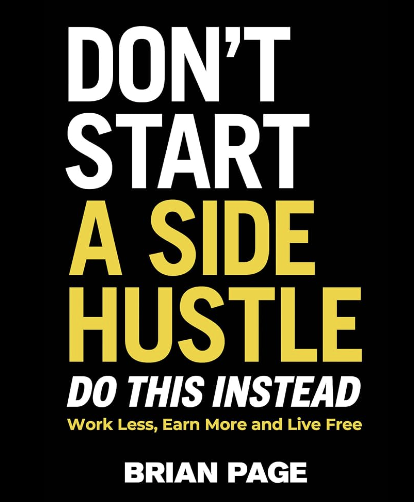 DON'T
START
A SIDE
HUSTLE
DO THIS INSTEAD
Work Less, Earn More and Live Free
BRIAN PAGE